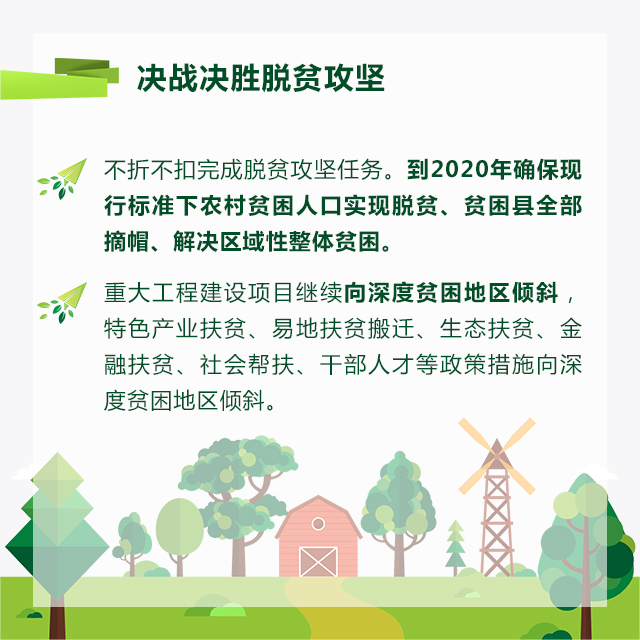 决战决胜脱贫攻坚
不折不扣完成脱贫攻坚任务。到2020年确保现
行标准下农村贫困人口实现脱贫、贫困县全部
摘帽、解决区域性整体贫困。
重大工程建设项目继续向深度贫困地区倾斜，
特色产业扶贫、易地扶贫搬迁、生态扶贫、金
融扶贫、社会帮扶、干部人才等政策措施向深
度贫困地区倾斜。